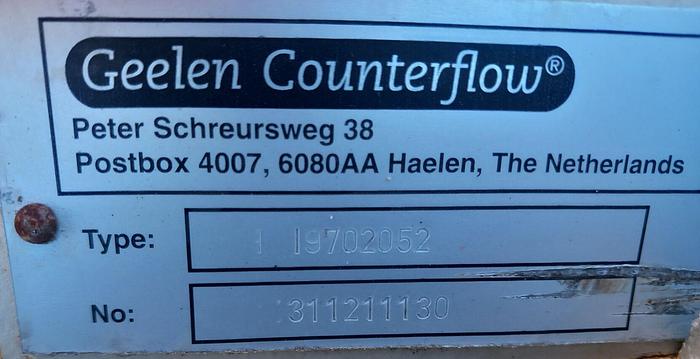 Geelen Counterflow®
Peter Schreursweg 38
Postbox 4007, 6080AA Haelen, The Netherlands
Type: 19702052
No: 311211130